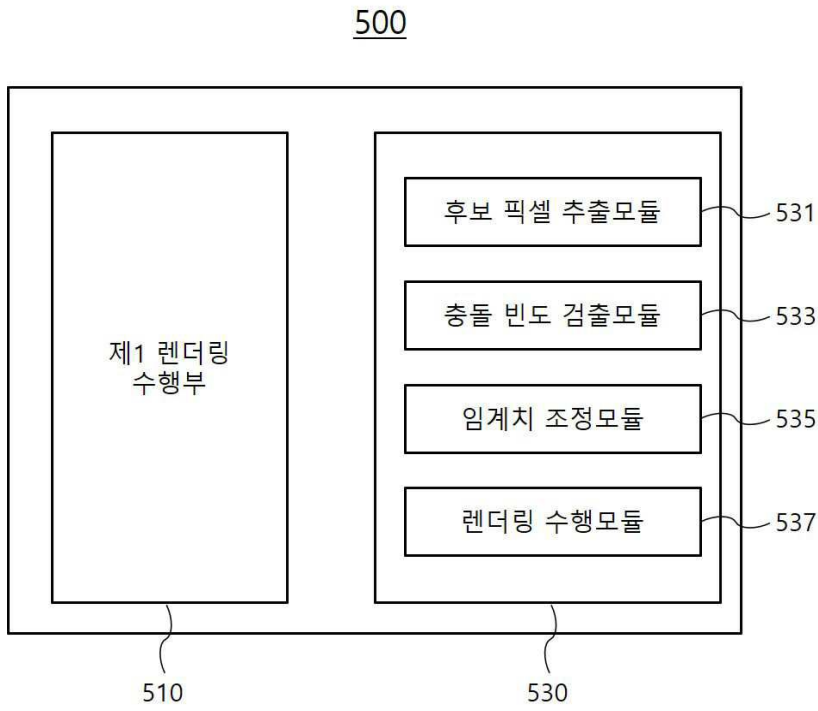 500
제1 렌더링
수행부
후보 픽셀 추출모듈
531
충돌 빈도 검출모듈
533
임계치 조정모듈
535
렌더링 수행모듈
537
510
530